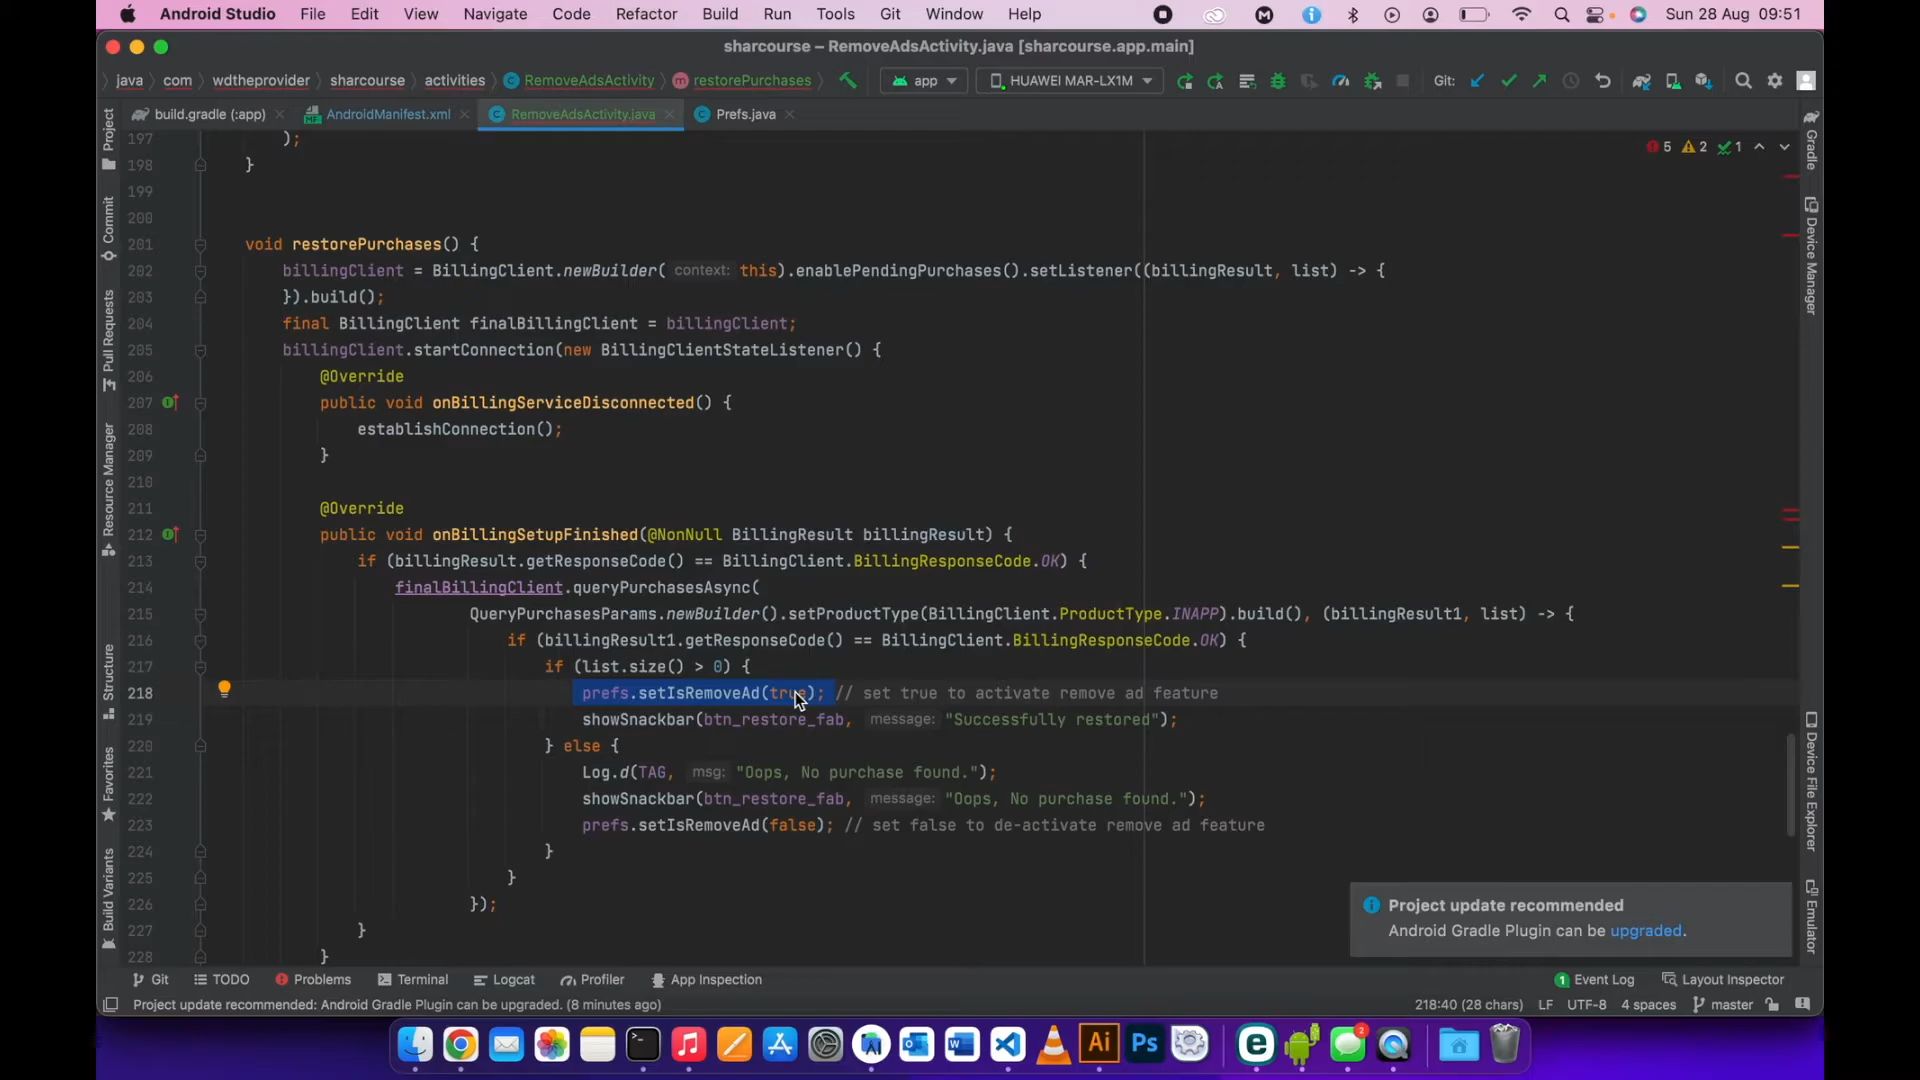 Android Studio File Edit View Navigate Code Refactor Build Run Tools Git Window Help Sun 28 Aug 09:51
sharcourse – RemoveAdsActivity.java [sharcourse.app.main]
java com wdtheprovider sharcourse activities RemoveAdsActivity restorePurchases app HUAWEI MAR-LX1M Git:
build.gradle (:app) AndroidManifest.xml RemoveAdsActivity.java Prefs.java
5 2 1
197 );
198 }
199
200
201 void restorePurchases() {
202 billingClient = BillingClient.newBuilder( context: this).enablePendingPurchases().setListener((billingResult, list) -> {
203 }).build();
204 final BillingClient finalBillingClient = billingClient;
205 billingClient.startConnection(new BillingClientStateListener() {
206 @Override
207 public void onBillingServiceDisconnected() {
208 establishConnection();
209 }
210
211 @Override
212 public void onBillingSetupFinished(@NonNull BillingResult billingResult) {
213 if (billingResult.getResponseCode() == BillingClient.BillingResponseCode.OK) {
214 finalBillingClient.queryPurchasesAsync(
215 QueryPurchasesParams.newBuilder().setProductType(BillingClient.ProductType.INAPP).build(), (billingResult1, list) -> {
216 if (billingResult1.getResponseCode() == BillingClient.BillingResponseCode.OK) {
217 if (list.size() > 0) {
218 prefs.setIsRemoveAd(true); // set true to activate remove ad feature
219 showSnackbar(btn_restore_fab, message: "Successfully restored");
220 } else {
221 Log.d(TAG, msg: "Oops, No purchase found.");
222 showSnackbar(btn_restore_fab, message: "Oops, No purchase found.");
223 prefs.setIsRemoveAd(false); // set false to de-activate remove ad feature
224 }
225 }
226 });
227 }
228 }
Project
Commit
Pull Requests
Resource Manager
Structure
Favorites
Build Variants
Gradle
Device Manager
Device File Explorer
Emulator
Project update recommended
Android Gradle Plugin can be upgraded.
Git TODO Problems Terminal Logcat Profiler App Inspection 1 Event Log Layout Inspector
Project update recommended: Android Gradle Plugin can be upgraded. (8 minutes ago) 218:40 (28 chars) LF UTF-8 4 spaces master
Ai Ps 2